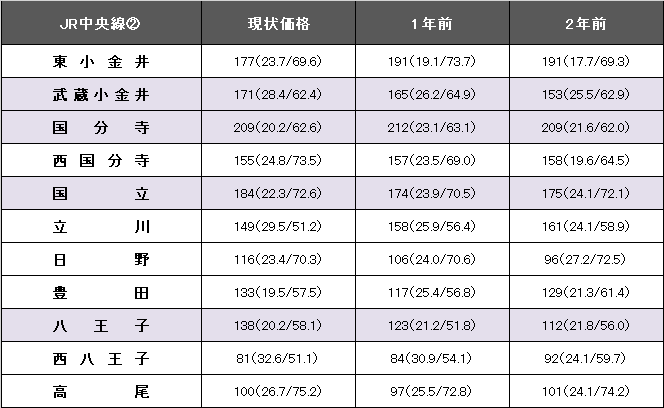 JR中央線② 現状価格 1年前 2年前
東小金井 177(23.7/69.6) 191(19.1/73.7) 191(17.7/69.3)
武蔵小金井 171(28.4/62.4) 165(26.2/64.9) 153(25.5/62.9)
国分寺 209(20.2/62.6) 212(23.1/63.1) 209(21.6/62.0)
西国分寺 155(24.8/73.5) 157(23.5/69.0) 158(19.6/64.5)
国立 184(22.3/72.6) 174(23.9/70.5) 175(24.1/72.1)
立川 149(29.5/51.2) 158(25.9/56.4) 161(24.1/58.9)
日野 116(23.4/70.3) 106(24.0/70.6) 96(27.2/72.5)
豊田 133(19.5/57.5) 117(25.4/56.8) 129(21.3/61.4)
八王子 138(20.2/58.1) 123(21.2/51.8) 112(21.8/56.0)
西八王子 81(32.6/51.1) 84(30.9/54.1) 92(24.1/59.7)
高尾 100(26.7/75.2) 97(25.5/72.8) 101(24.1/74.2)